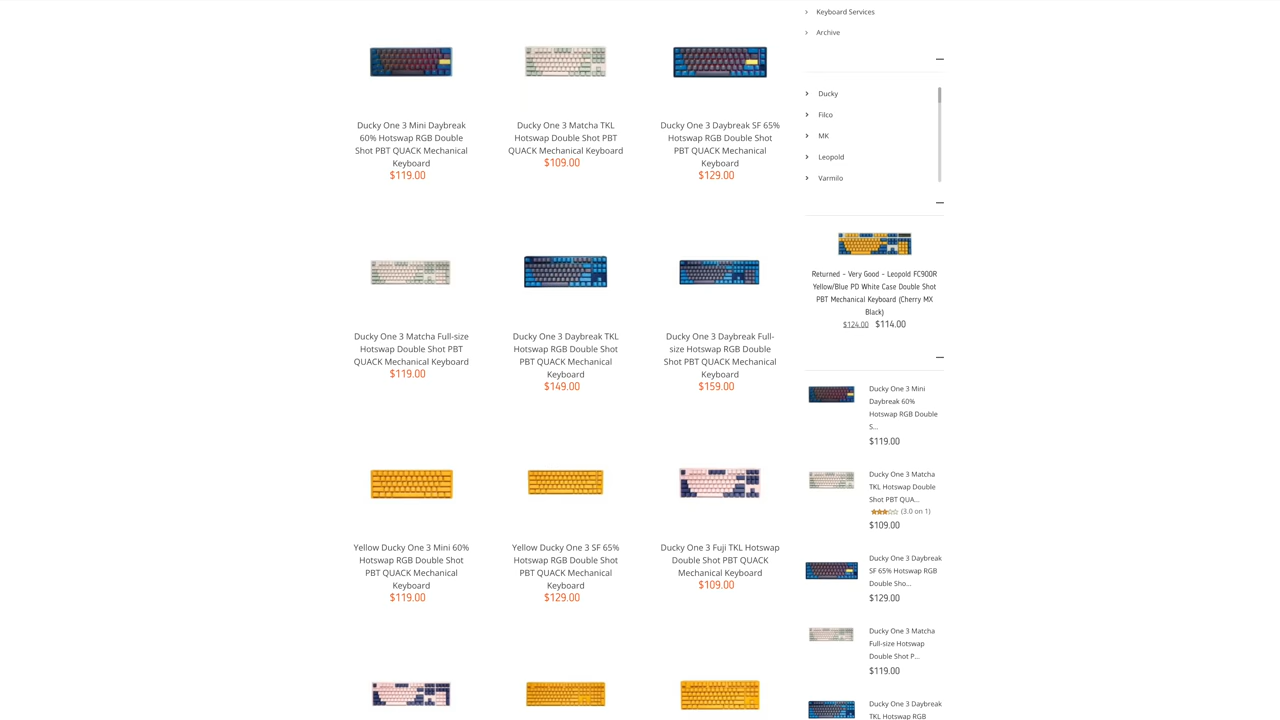 Keyboard Services
Archive
Ducky One 3 Mini Daybreak
60% Hotswap RGB Double
Shot PBT QUACK Mechanical
Keyboard
$119.00
Ducky One 3 Matcha TKL
Hotswap Double Shot PBT
QUACK Mechanical Keyboard
$109.00
Ducky One 3 Daybreak SF 65%
Hotswap RGB Double Shot
PBT QUACK Mechanical
Keyboard
$129.00
Ducky One 3 Matcha Full-size
Hotswap Double Shot PBT
QUACK Mechanical Keyboard
$119.00
Ducky One 3 Daybreak TKL
Hotswap RGB Double Shot
PBT QUACK Mechanical
Keyboard
$149.00
Ducky One 3 Daybreak Full-
size Hotswap RGB Double
Shot PBT QUACK Mechanical
Keyboard
$159.00
Yellow Ducky One 3 Mini 60%
Hotswap RGB Double Shot
PBT QUACK Mechanical
Keyboard
$119.00
Yellow Ducky One 3 SF 65%
Hotswap RGB Double Shot
PBT QUACK Mechanical
Keyboard
$129.00
Ducky One 3 Fuji TKL Hotswap
Double Shot PBT QUACK
Mechanical Keyboard
$109.00
Ducky
Filco
MK
Leopold
Varmilo
Returned - Very Good - Leopold FC900R
Yellow/Blue PD White Case Double Shot
PBT Mechanical Keyboard (Cherry MX
Black)
$124.00 $114.00
Ducky One 3 Mini
Daybreak 60%
Hotswap RGB Double
S...
$119.00
Ducky One 3 Matcha
TKL Hotswap Double
Shot PBT QUA...
(3.0 on 1)
$109.00
Ducky One 3 Daybreak
SF 65% Hotswap RGB
Double Sho...
$129.00
Ducky One 3 Matcha
Full-size Hotswap
Double Shot P...
$119.00
Ducky One 3 Daybreak
TKL Hotswap RGB